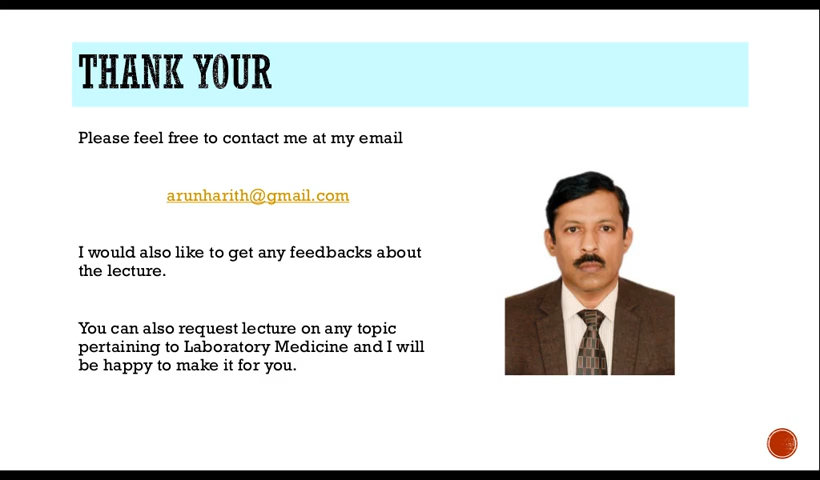 THANK YOUR
Please feel free to contact me at my email
arunharith@gmail.com
I would also like to get any feedbacks about
the lecture.
You can also request lecture on any topic
pertaining to Laboratory Medicine and I will
be happy to make it for you.